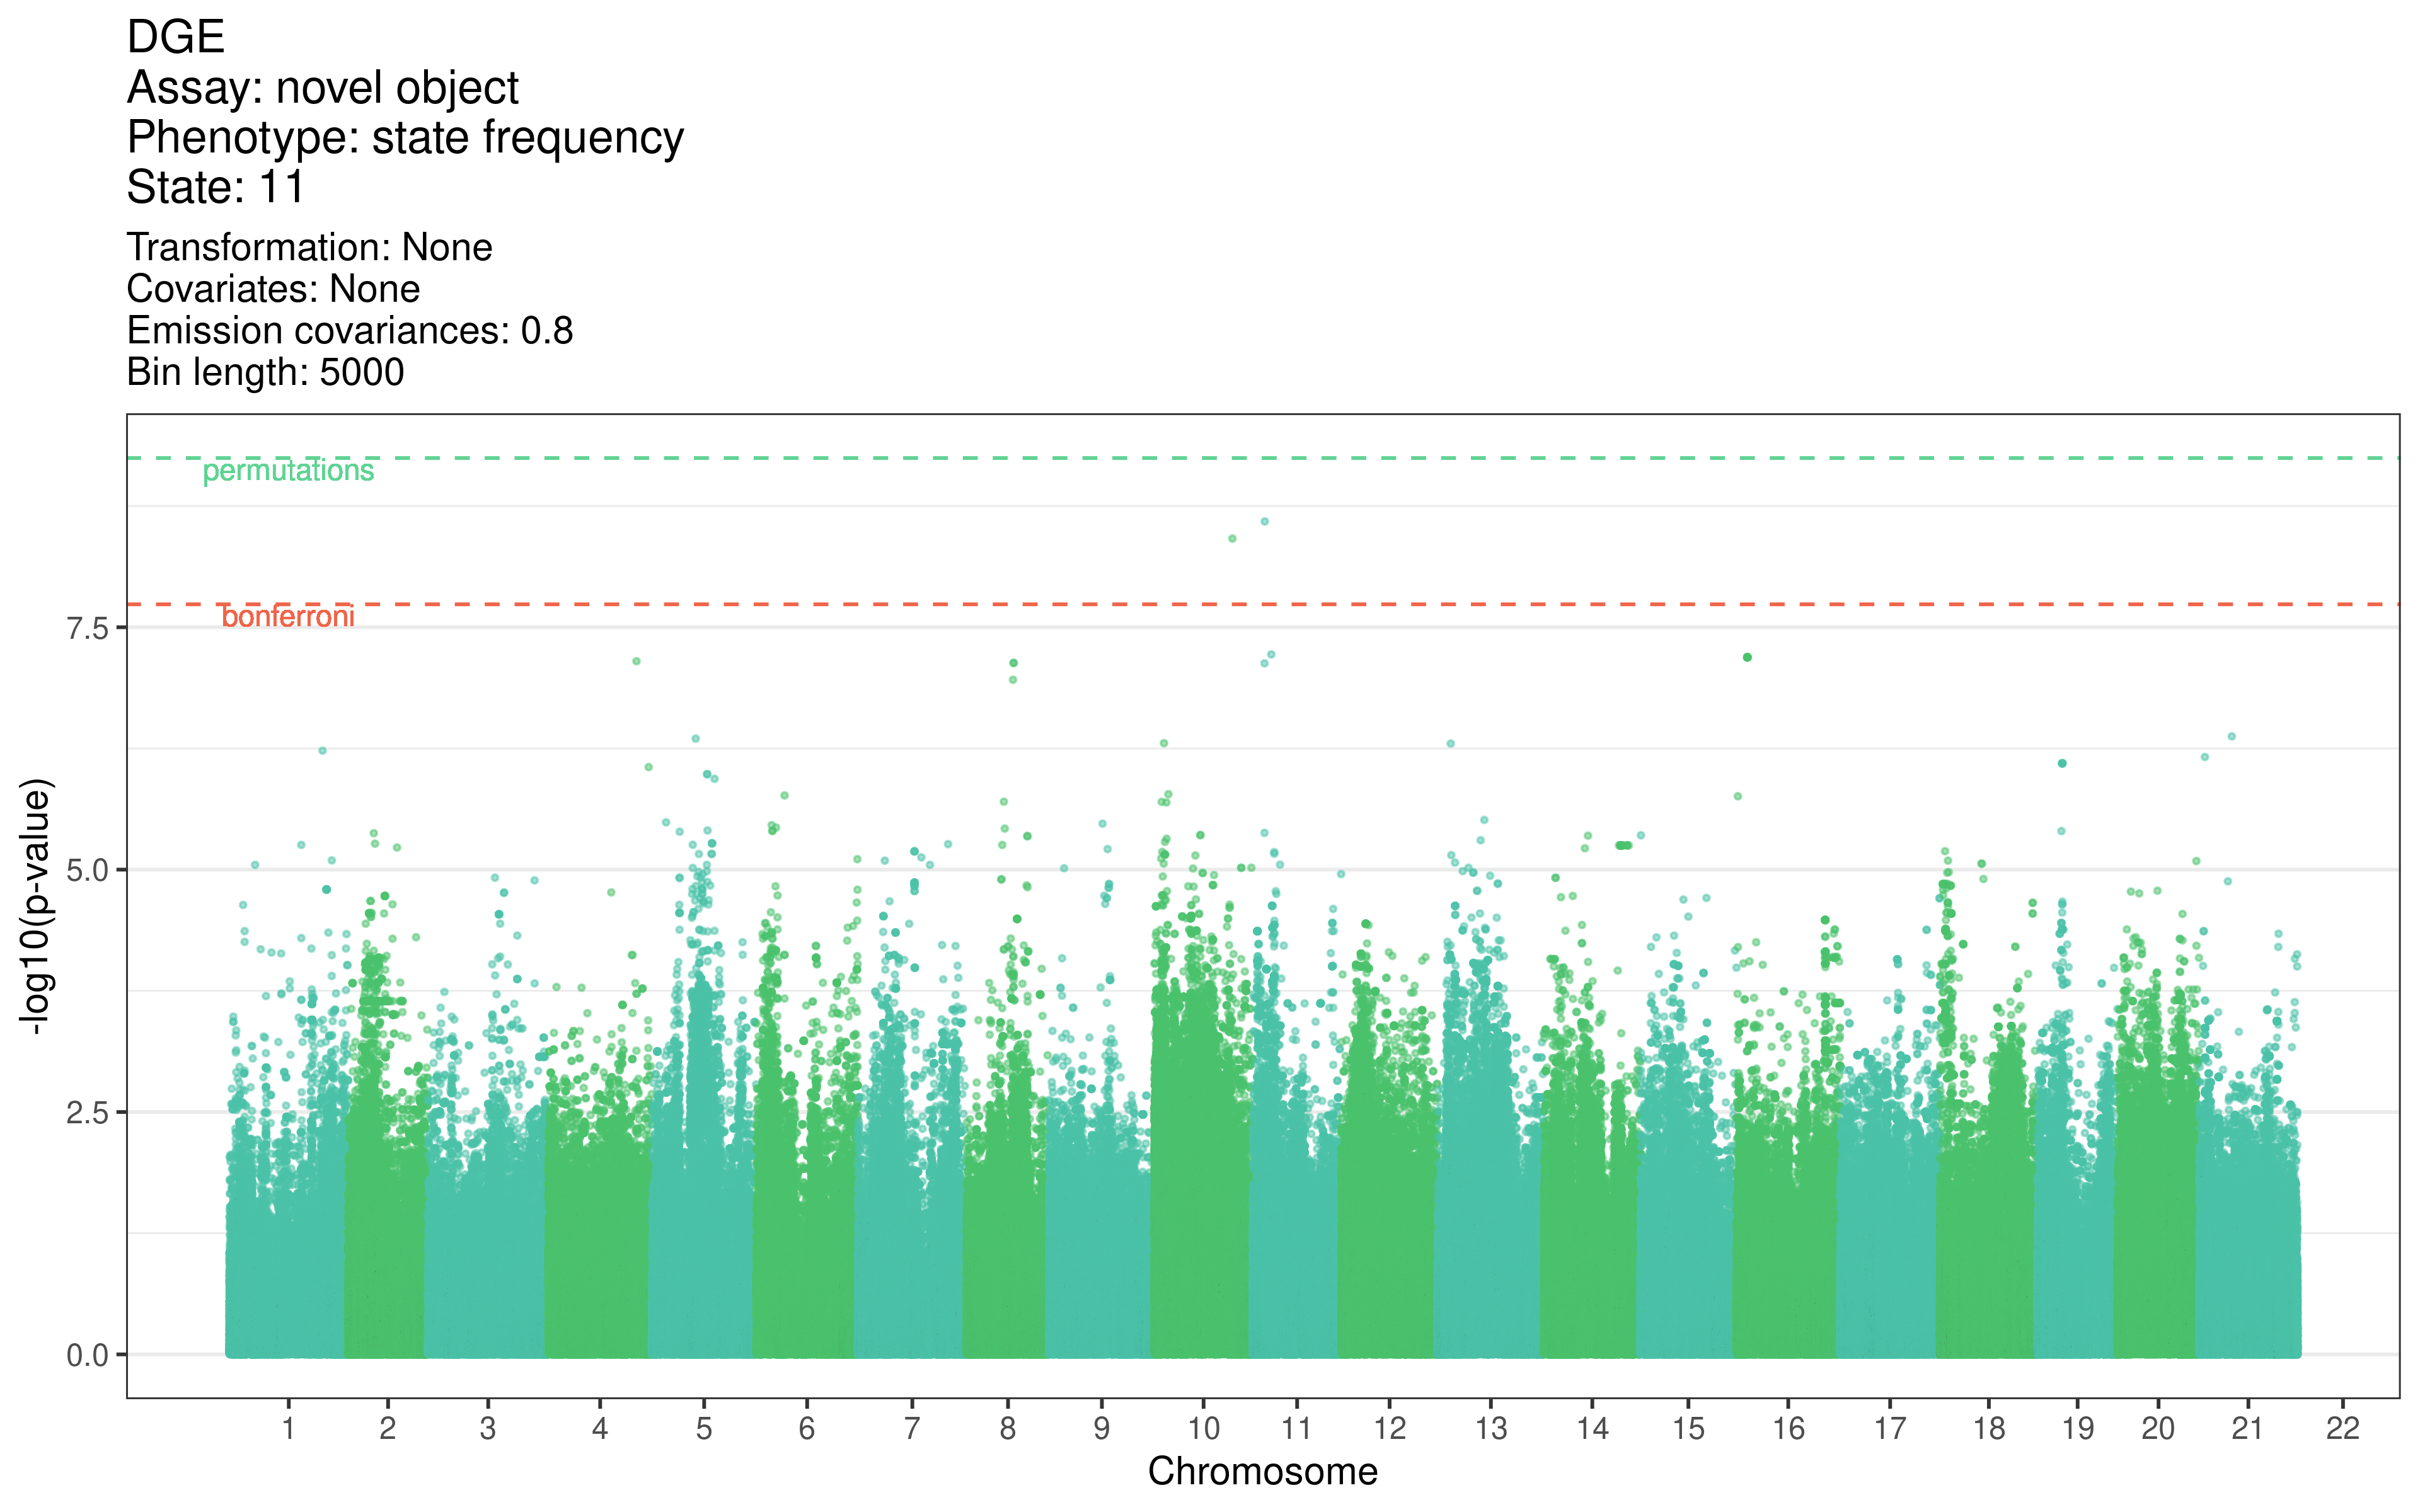 DGE
Assay: novel object
Phenotype: state frequency
State: 11
Transformation: None
Covariates: None
Emission covariances: 0.8
Bin length: 5000
permutations
bonferroni
7.5
5.0
2.5
0.0
-log10(p-value)
1 2 3 4 5 6 7 8 9 10 11 12 13 14 15 16 17 18 19 20 21 22
Chromosome